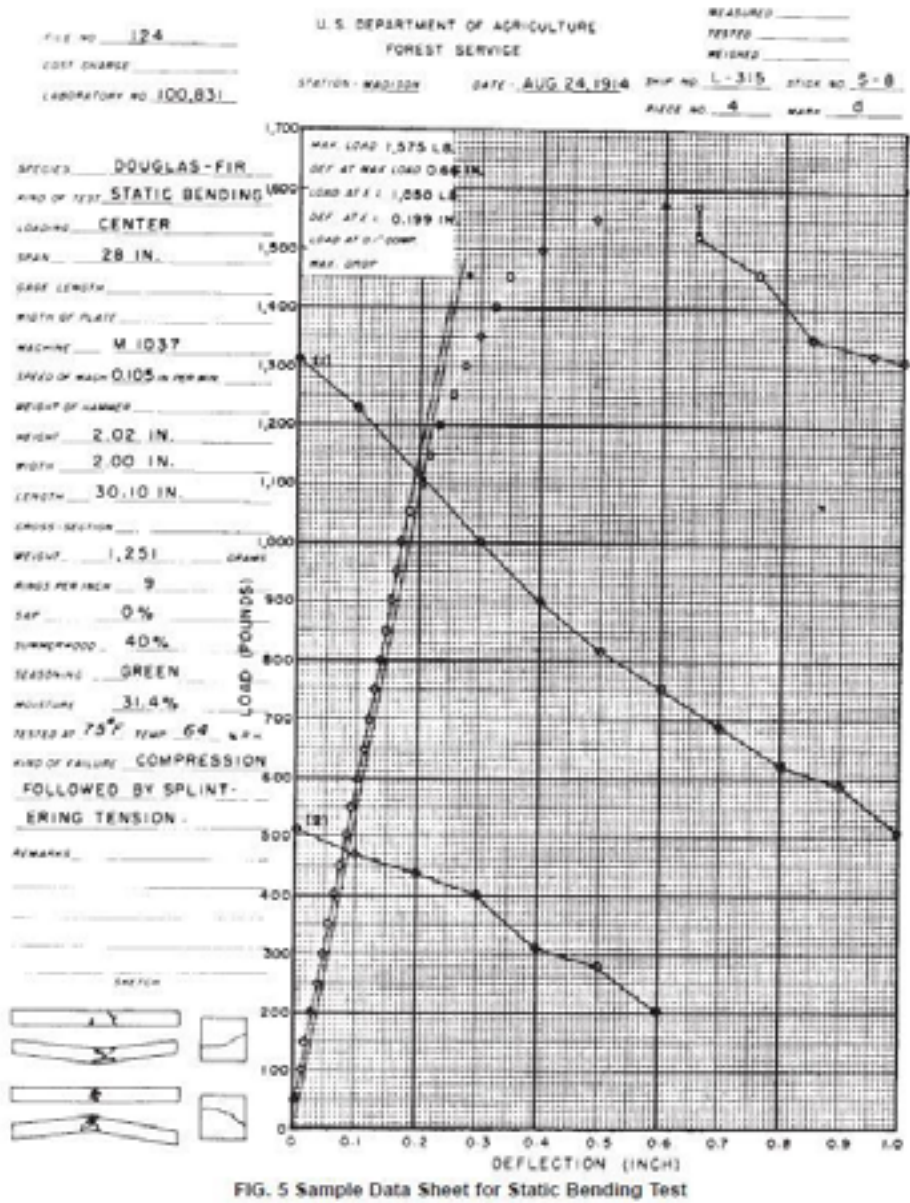 U. S. DEPARTMENT OF AGRICULTURE
FOREST SERVICE
FILE NO 124
COST CHARGE
LABORATORY NO 100,831
STATION - MADISON DATE - AUG 24, 1914
MEASURED
TESTED
WEIGHED
SHIP NO. L-315 STICK NO S-8
PIECE NO. 4 MARK d
SPECIES DOUGLAS-FIR
KIND OF TEST STATIC BENDING
LOADING CENTER
SPAN 28 IN.
GAGE LENGTH
WIDTH OF PLATE
MACHINE M 1037
SPEED OF MACH 0.105 IN PER MIN.
WEIGHT OF HAMMER
HEIGHT 2.02 IN.
WIDTH 2.00 IN.
LENGTH 30.10 IN.
CROSS-SECTION
WEIGHT 1,251 GRAMS
RINGS PER INCH 9
SAP 0%
SUMMERWOOD 40%
SEASONING GREEN
MOISTURE 31.4%
TESTED AT 75°F TEMP 64 % R H
KIND OF FAILURE COMPRESSION
FOLLOWED BY SPLINT-
ERING TENSION.
REMARKS
SKETCH
MAX. LOAD 1,575 LB.
DEF AT MAX LOAD 0.66 IN.
LOAD AT E L 1,050 LB
DEF. AT E L 0.199 IN.
LOAD AT 0.1" COMP.
MAX. DROP
LOAD (POUNDS)
1,700
1,600
1,500
1,400
1,300
1,200
1,100
1,000
900
800
700
600
500
400
300
200
100
0
(1)
(2)
0 0.1 0.2 0.3 0.4 0.5 0.6 0.7 0.8 0.9 1.0
DEFLECTION (INCH)
FIG. 5 Sample Data Sheet for Static Bending Test